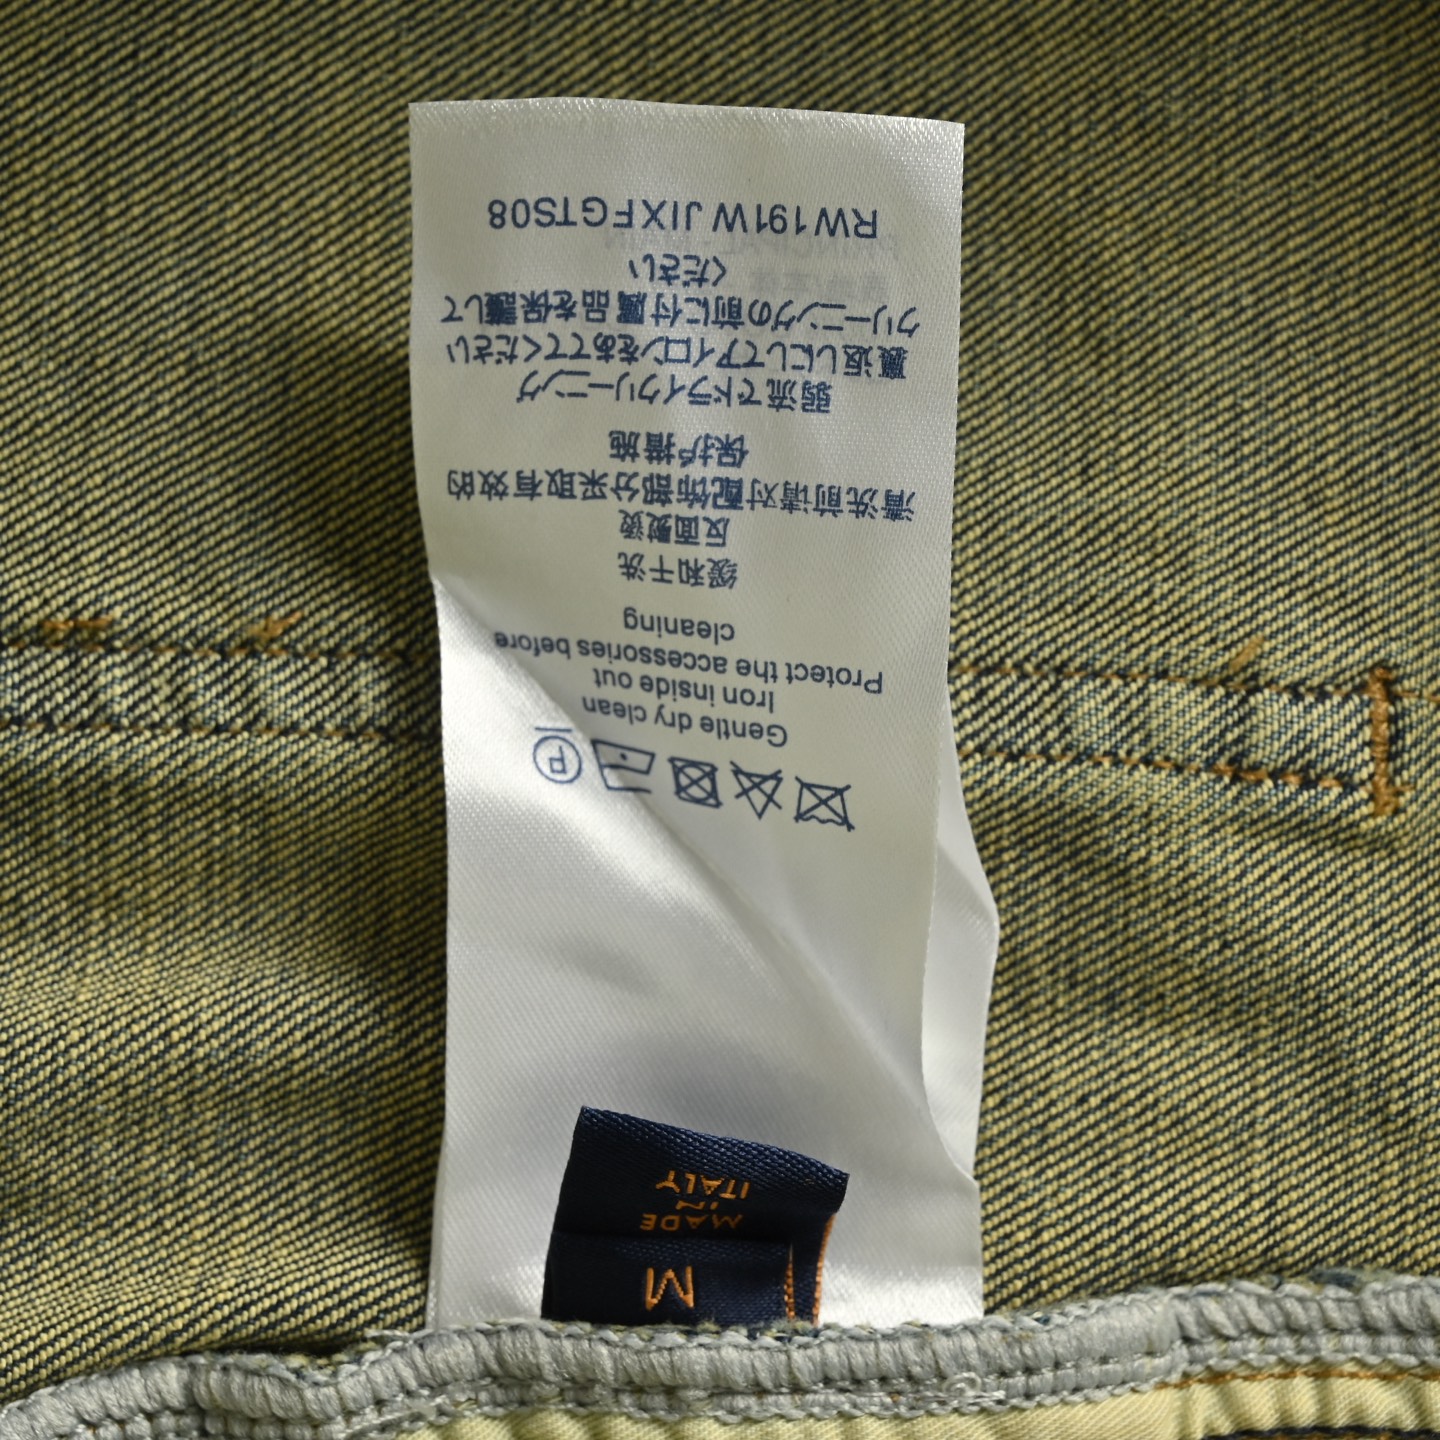 M
MADE
IN
ITALY
P
Gentle dry clean
Iron inside out
Protect the accessories before
cleaning
缓和干洗
反面熨烫
清洗前请对配饰部分采取有效的
保护措施
弱流でドライクリーニング
裏返しにしてアイロンをあててください
クリーニングの前に付属品を保護して
ください
RW191W JIXFGTS08